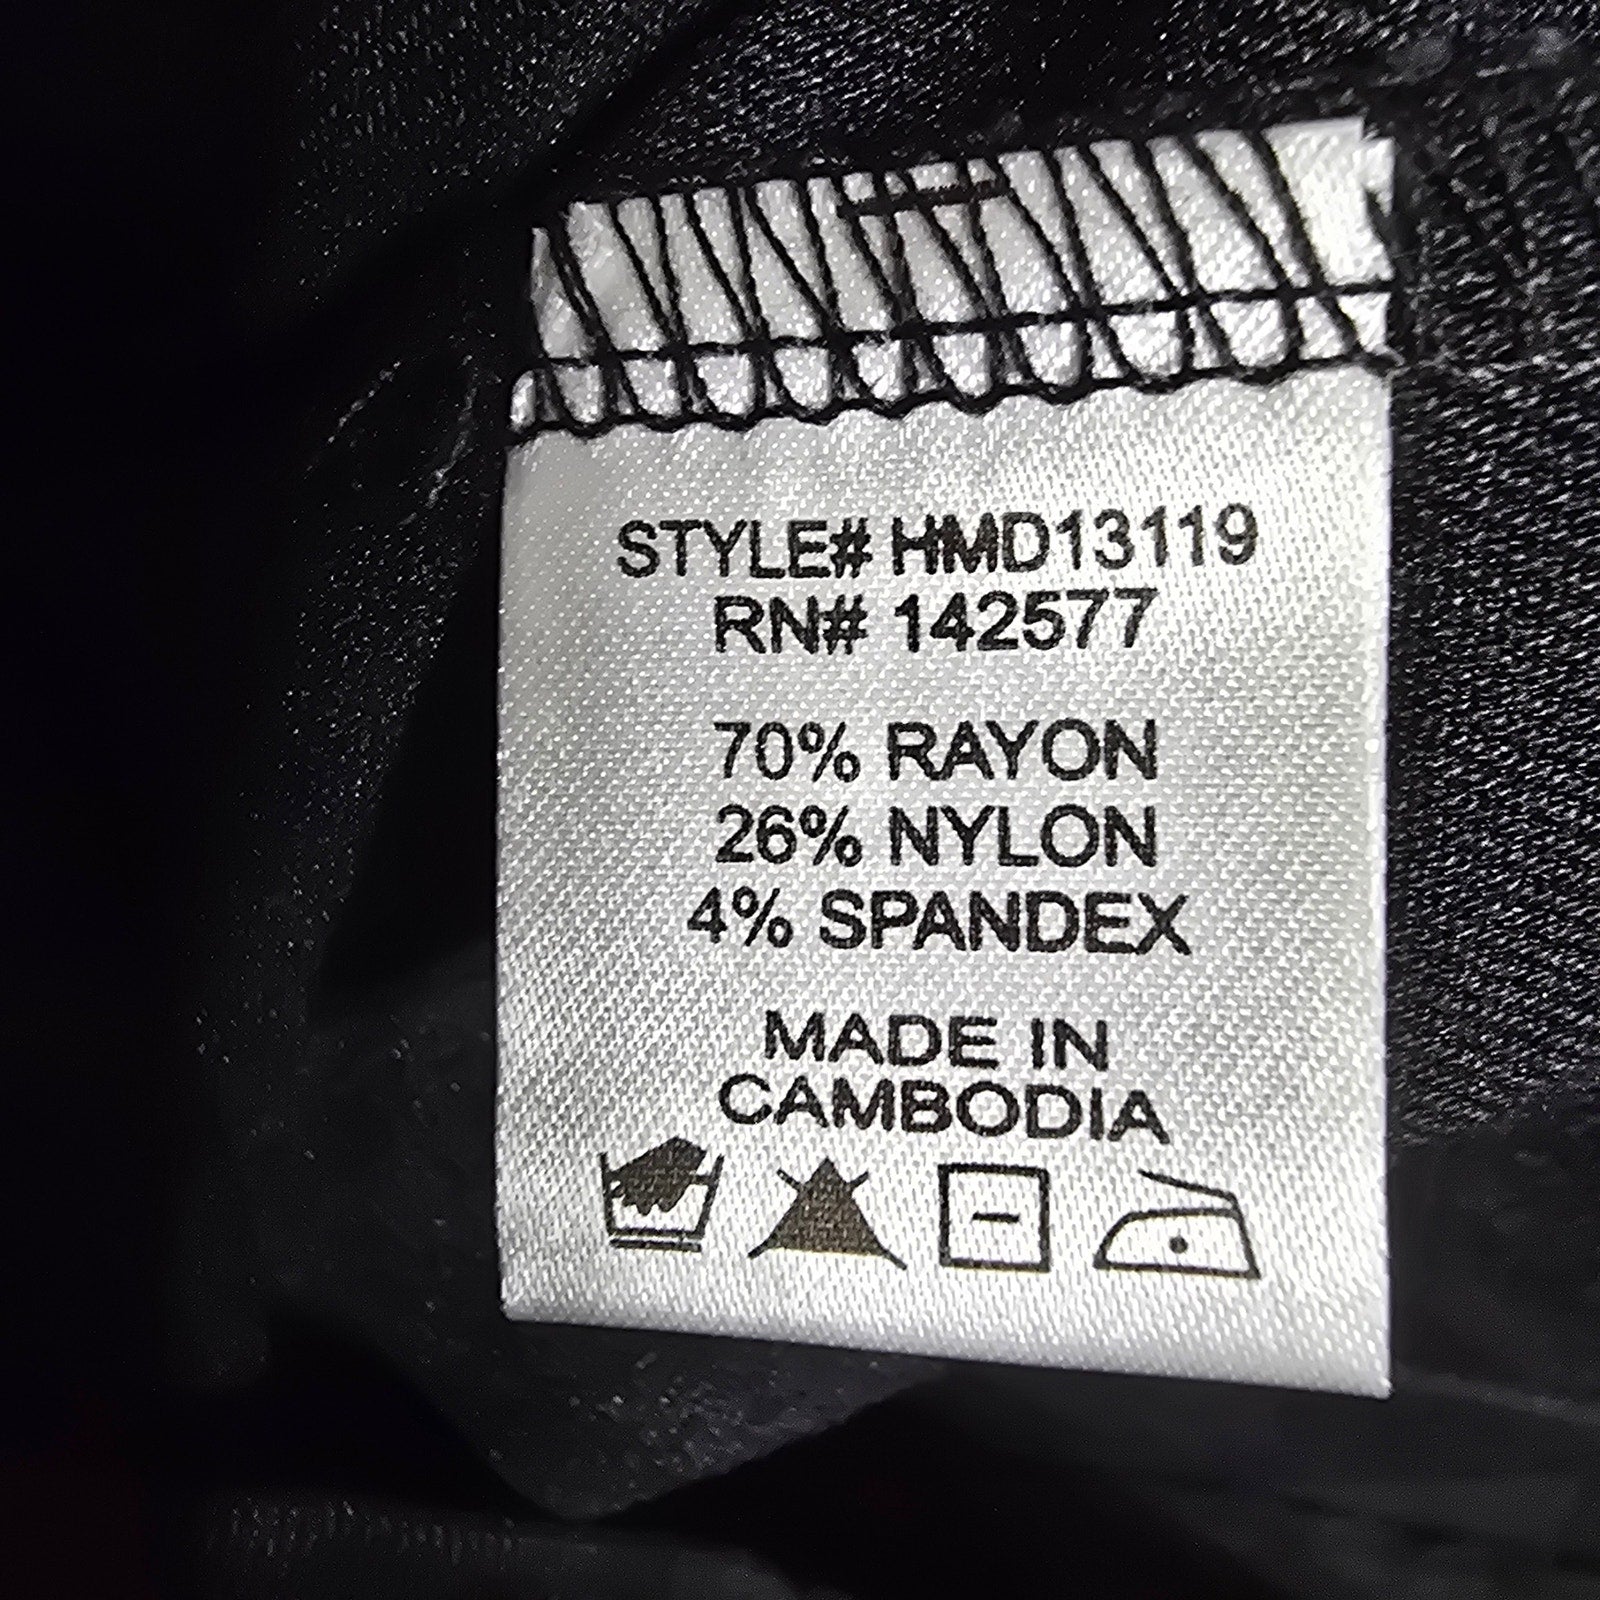 STYLE# HMD13119
RN# 142577
70% RAYON
26% NYLON
4% SPANDEX
MADE IN
CAMBODIA